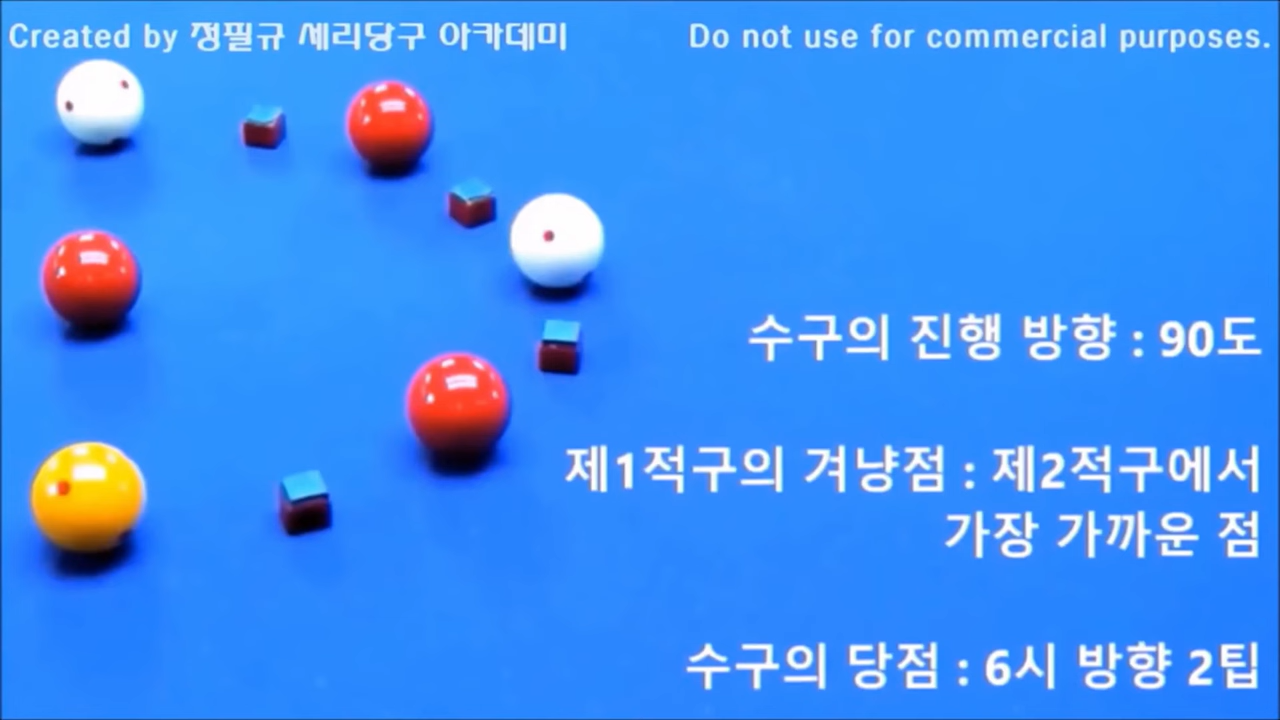 Created by 정필규 세리당구 아카데미
Do not use for commercial purposes.
수구의 진행 방향 : 90도
제1적구의 겨냥점 : 제2적구에서
가장 가까운 점
수구의 당점 : 6시 방향 2팁